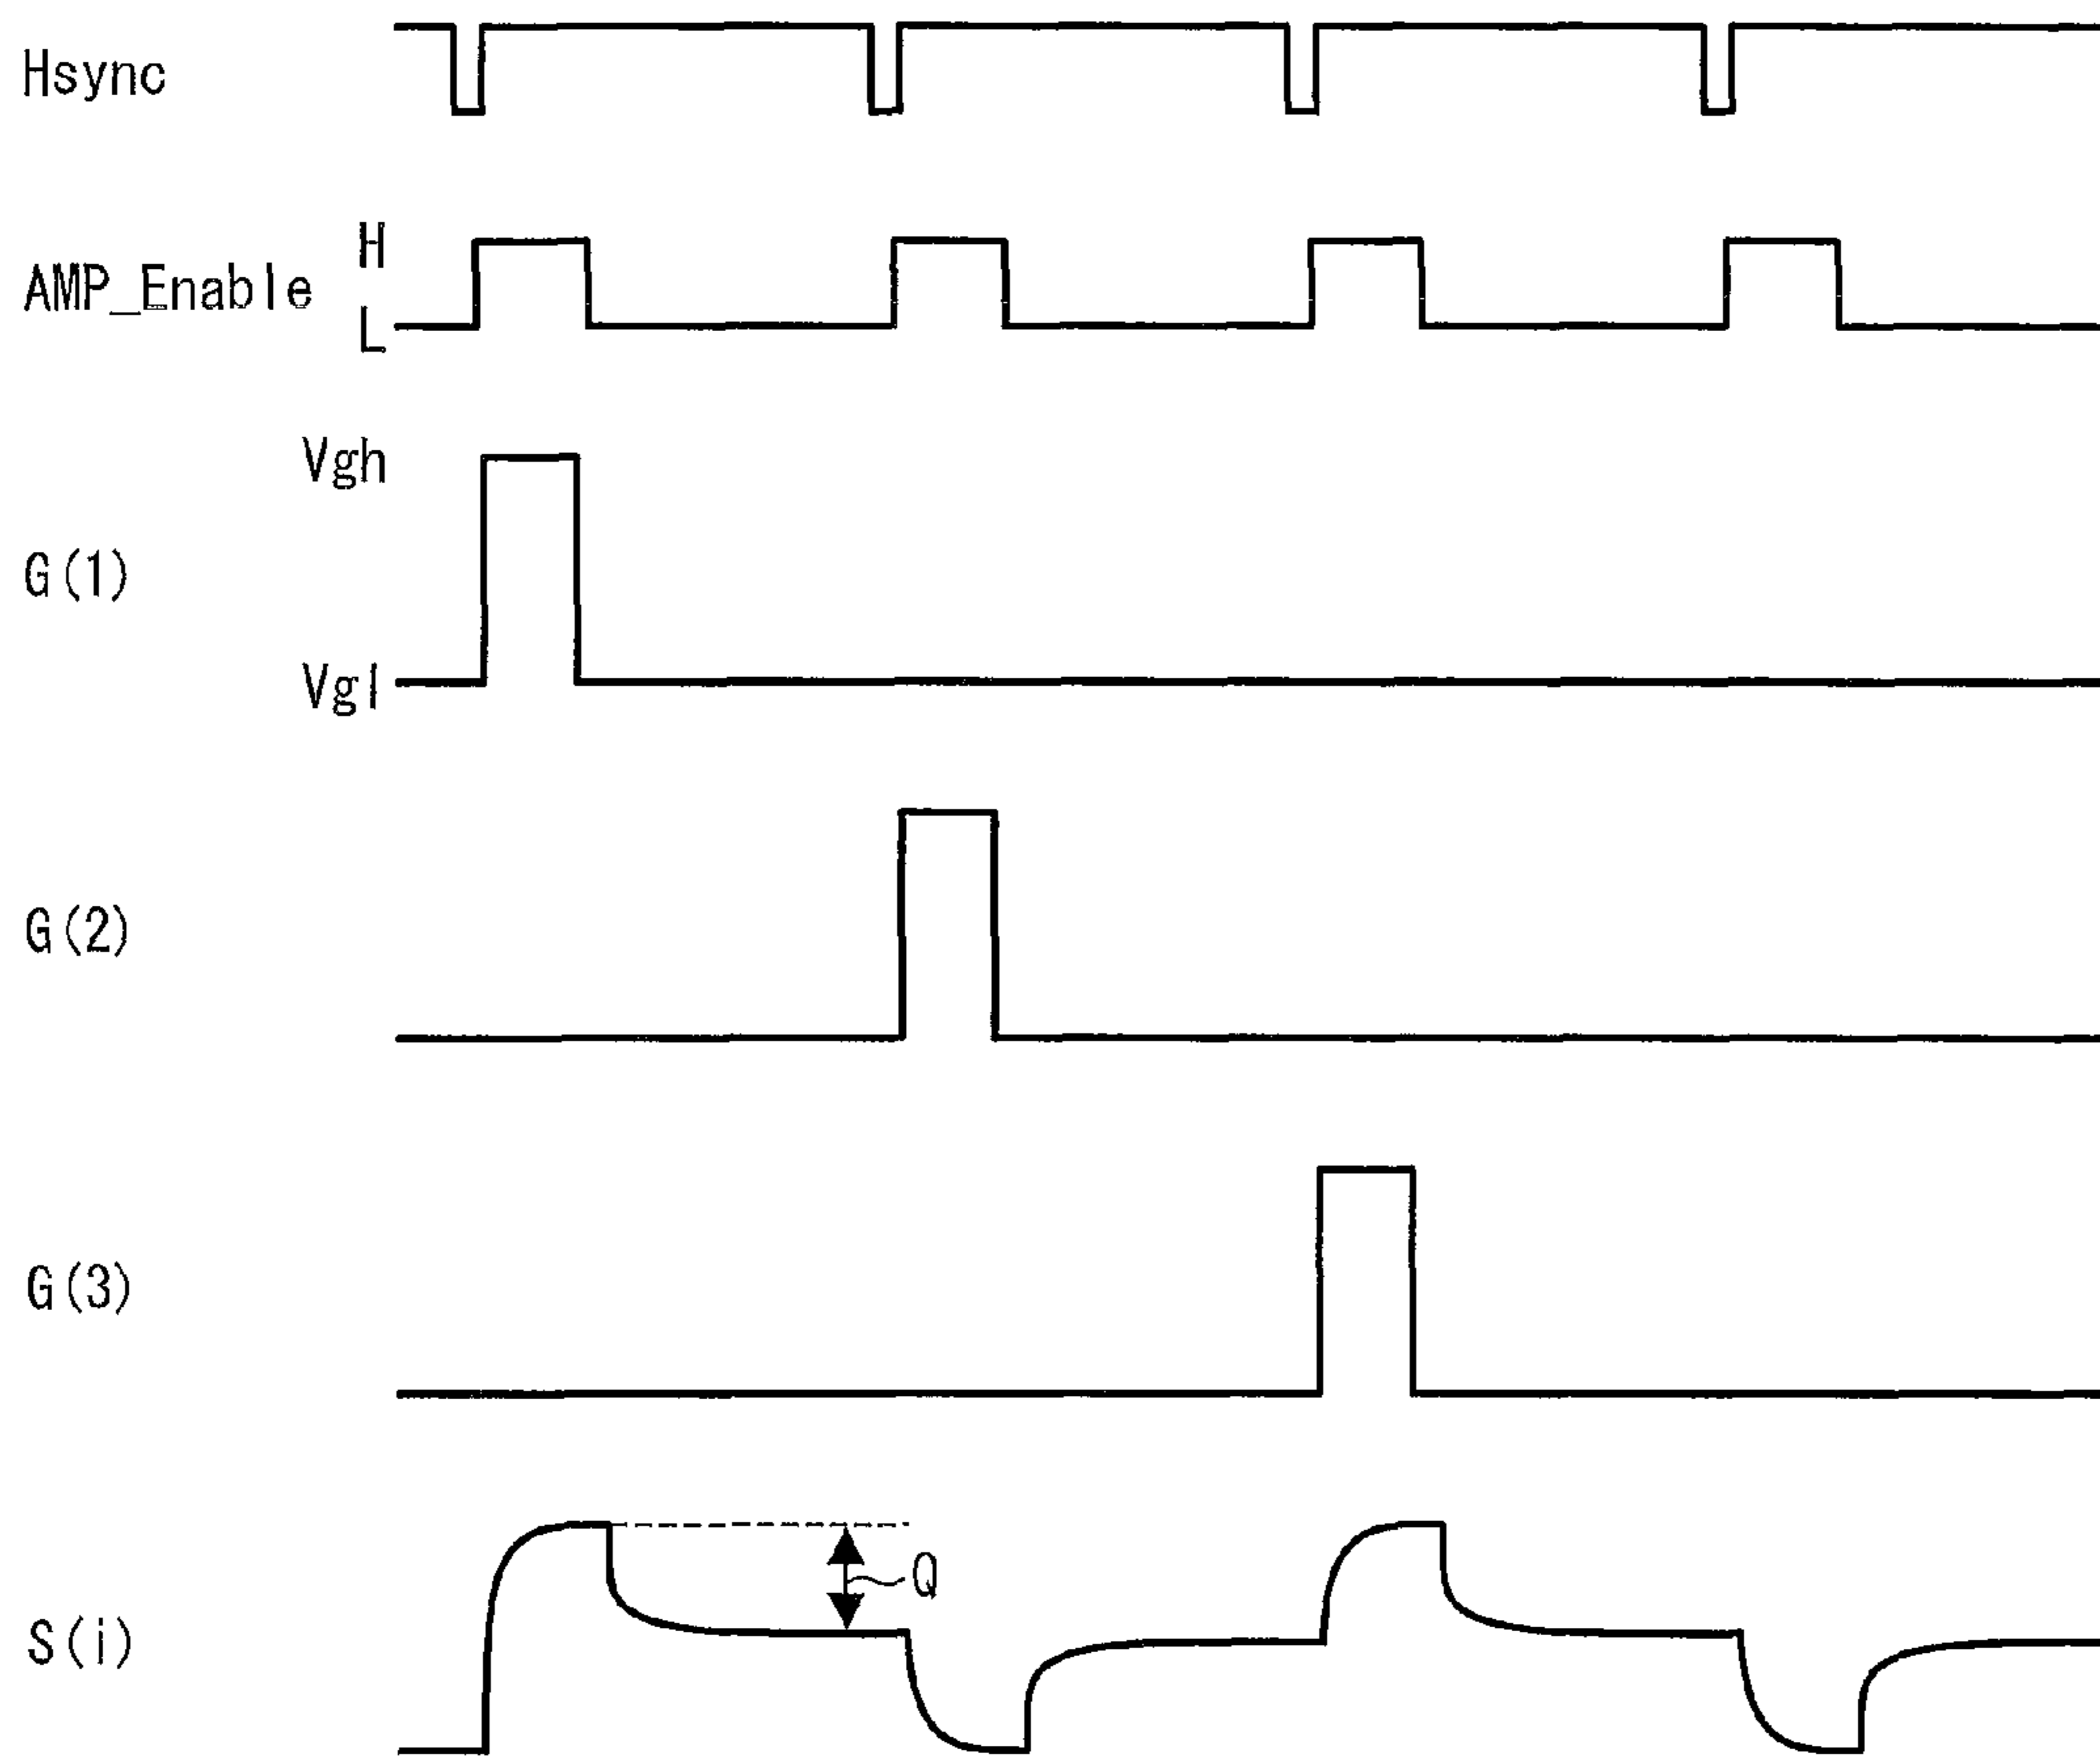 Hsync
AMP_Enable
H
L
Vgh
G(1)
Vgl
G(2)
G(3)
Q
S(i)